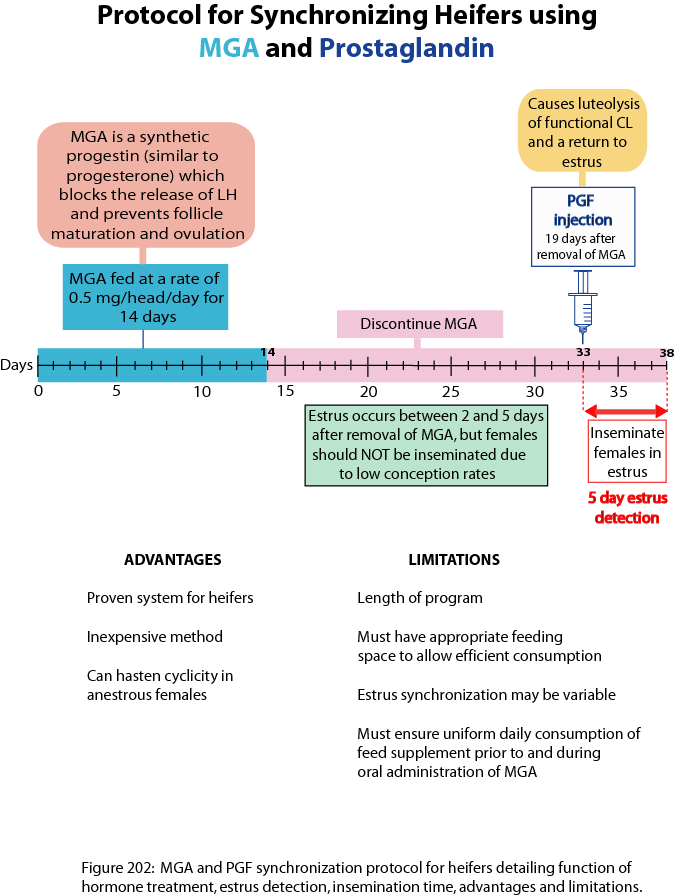 Protocol for Synchronizing Heifers using
MGA and Prostaglandin
MGA is a synthetic
progestin (similar to
progesterone) which
blocks the release of LH
and prevents follicle
maturation and ovulation
Causes luteolysis
of functional CL
and a return to
estrus
PGF
injection
19 days after
removal of MGA
MGA fed at a rate of
0.5 mg/head/day for
14 days
Discontinue MGA
14
33
38
Days
0 5 10 15 20 25 30 35
Estrus occurs between 2 and 5 days
after removal of MGA, but females
should NOT be inseminated due
to low conception rates
Inseminate
females in
estrus
5 day estrus
detection
ADVANTAGES
Proven system for heifers
Inexpensive method
Can hasten cyclicity in
anestrous females
LIMITATIONS
Length of program
Must have appropriate feeding
space to allow efficient consumption
Estrus synchronization may be variable
Must ensure uniform daily consumption of
feed supplement prior to and during
oral administration of MGA
Figure 202: MGA and PGF synchronization protocol for heifers detailing function of
hormone treatment, estrus detection, insemination time, advantages and limitations.